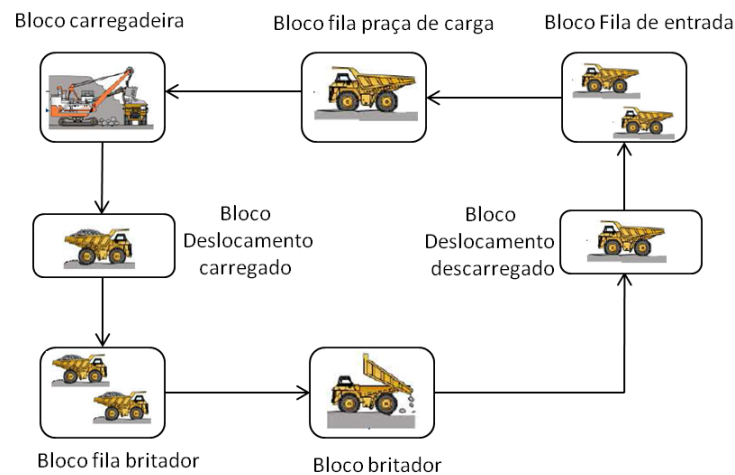 Bloco carregadeira
Bloco fila praça de carga
Bloco Fila de entrada
Bloco
Deslocamento
carregado
Bloco
Deslocamento
descarregado
Bloco fila britador
Bloco britador